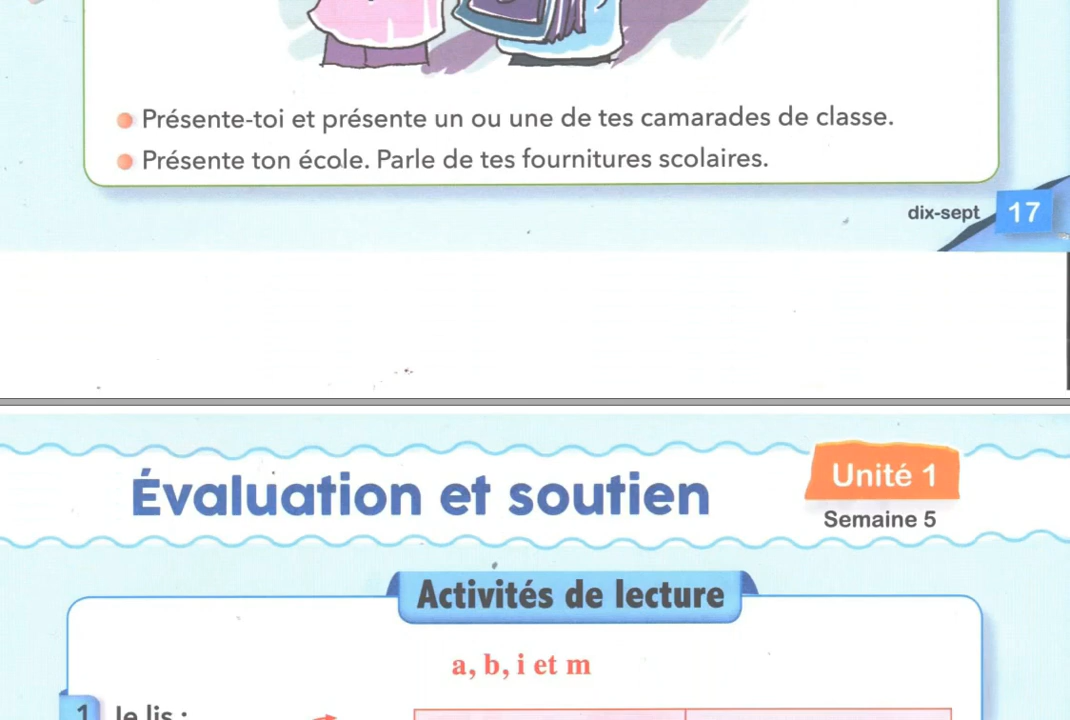 Présente-toi et présente un ou une de tes camarades de classe.
Présente ton école. Parle de tes fournitures scolaires.
dix-sept 17
Évaluation et soutien
Unité 1
Semaine 5
Activités de lecture
a, b, i et m
1 Je lis :